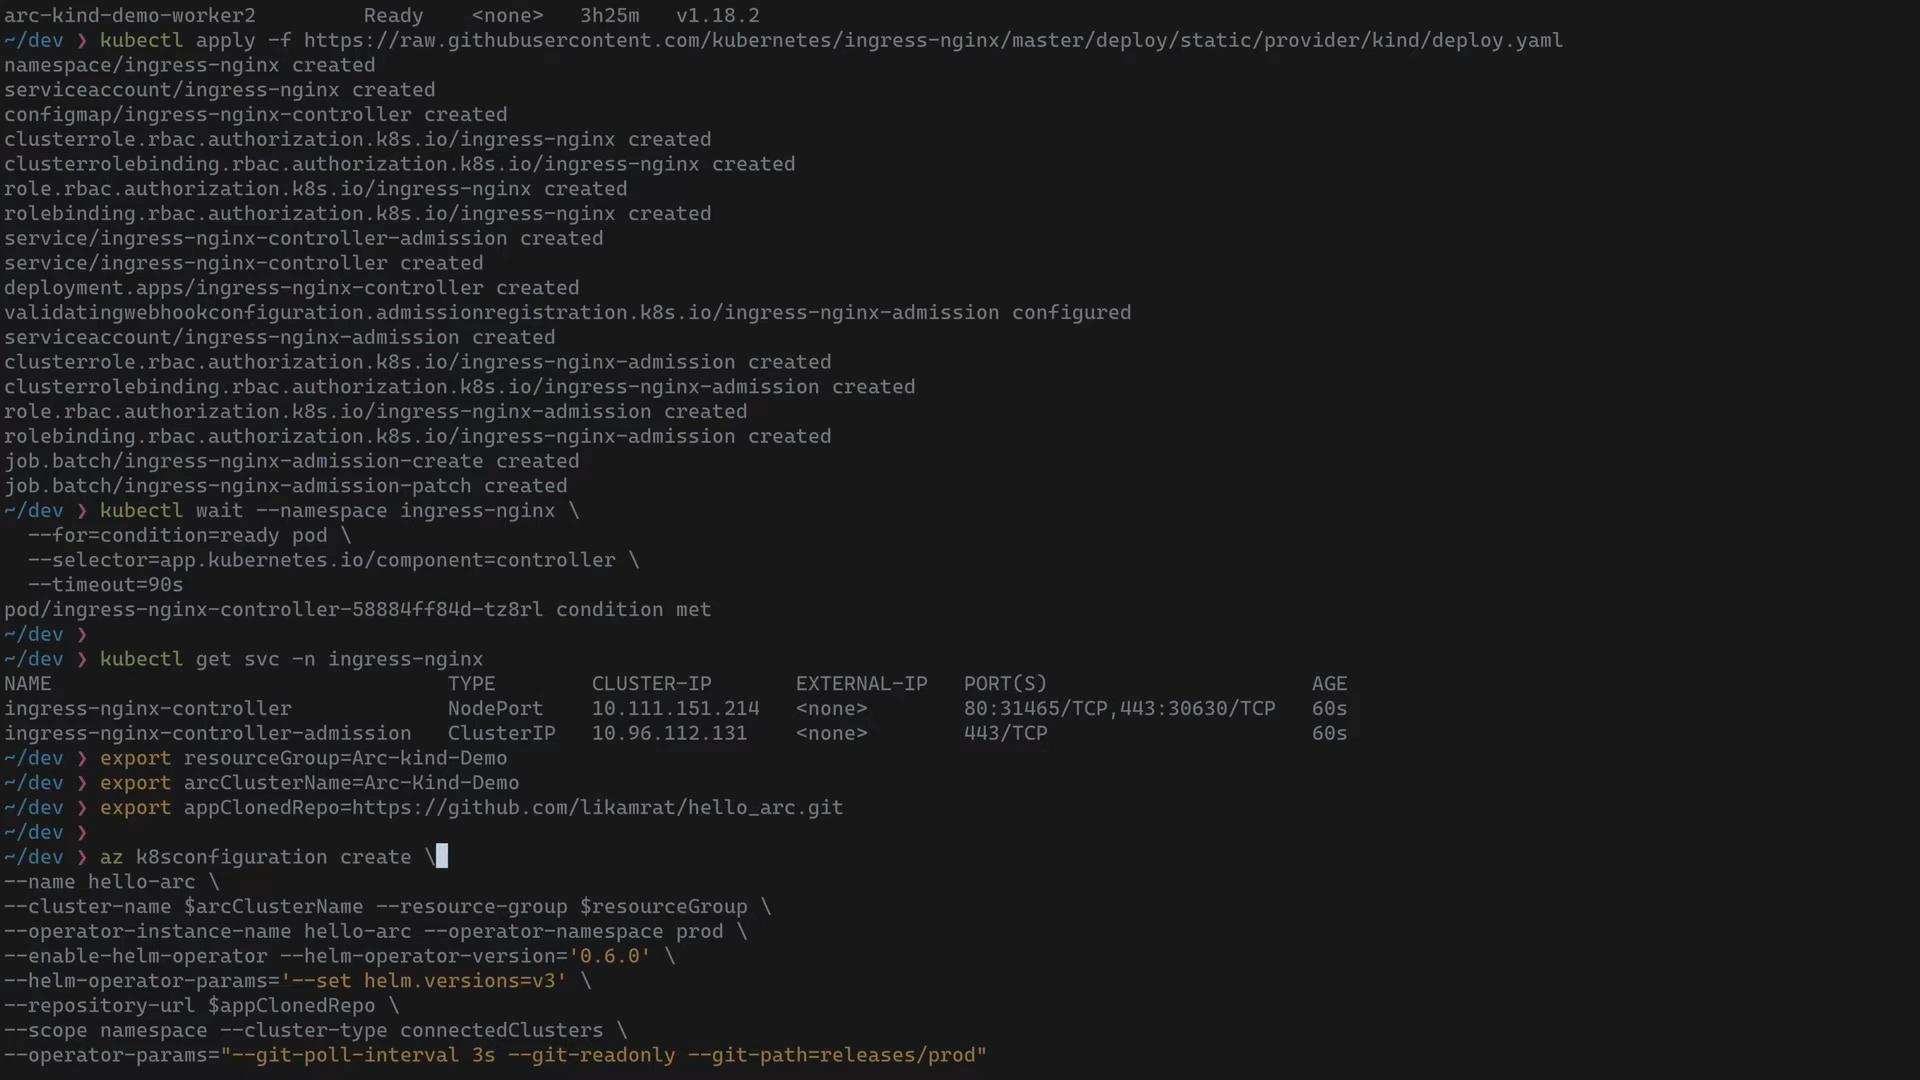 arc-kind-demo-worker2         Ready    <none>   3h25m   v1.18.2
~/dev ❯ kubectl apply -f https://raw.githubusercontent.com/kubernetes/ingress-nginx/master/deploy/static/provider/kind/deploy.yaml
namespace/ingress-nginx created
serviceaccount/ingress-nginx created
configmap/ingress-nginx-controller created
clusterrole.rbac.authorization.k8s.io/ingress-nginx created
clusterrolebinding.rbac.authorization.k8s.io/ingress-nginx created
role.rbac.authorization.k8s.io/ingress-nginx created
rolebinding.rbac.authorization.k8s.io/ingress-nginx created
service/ingress-nginx-controller-admission created
service/ingress-nginx-controller created
deployment.apps/ingress-nginx-controller created
validatingwebhookconfiguration.admissionregistration.k8s.io/ingress-nginx-admission configured
serviceaccount/ingress-nginx-admission created
clusterrole.rbac.authorization.k8s.io/ingress-nginx-admission created
clusterrolebinding.rbac.authorization.k8s.io/ingress-nginx-admission created
role.rbac.authorization.k8s.io/ingress-nginx-admission created
rolebinding.rbac.authorization.k8s.io/ingress-nginx-admission created
job.batch/ingress-nginx-admission-create created
job.batch/ingress-nginx-admission-patch created
~/dev ❯ kubectl wait --namespace ingress-nginx \
  --for=condition=ready pod \
  --selector=app.kubernetes.io/component=controller \
  --timeout=90s
pod/ingress-nginx-controller-58884ff84d-tz8rl condition met
~/dev ❯
~/dev ❯ kubectl get svc -n ingress-nginx
NAME                                 TYPE        CLUSTER-IP       EXTERNAL-IP   PORT(S)                      AGE
ingress-nginx-controller             NodePort    10.111.151.214   <none>        80:31465/TCP,443:30630/TCP   60s
ingress-nginx-controller-admission   ClusterIP   10.96.112.131    <none>        443/TCP                      60s
~/dev ❯ export resourceGroup=Arc-kind-Demo
~/dev ❯ export arcClusterName=Arc-Kind-Demo
~/dev ❯ export appClonedRepo=https://github.com/likamrat/hello_arc.git
~/dev ❯
~/dev ❯ az k8sconfiguration create \
--name hello-arc \
--cluster-name $arcClusterName --resource-group $resourceGroup \
--operator-instance-name hello-arc --operator-namespace prod \
--enable-helm-operator --helm-operator-version='0.6.0' \
--helm-operator-params='--set helm.versions=v3' \
--repository-url $appClonedRepo \
--scope namespace --cluster-type connectedClusters \
--operator-params="--git-poll-interval 3s --git-readonly --git-path=releases/prod"